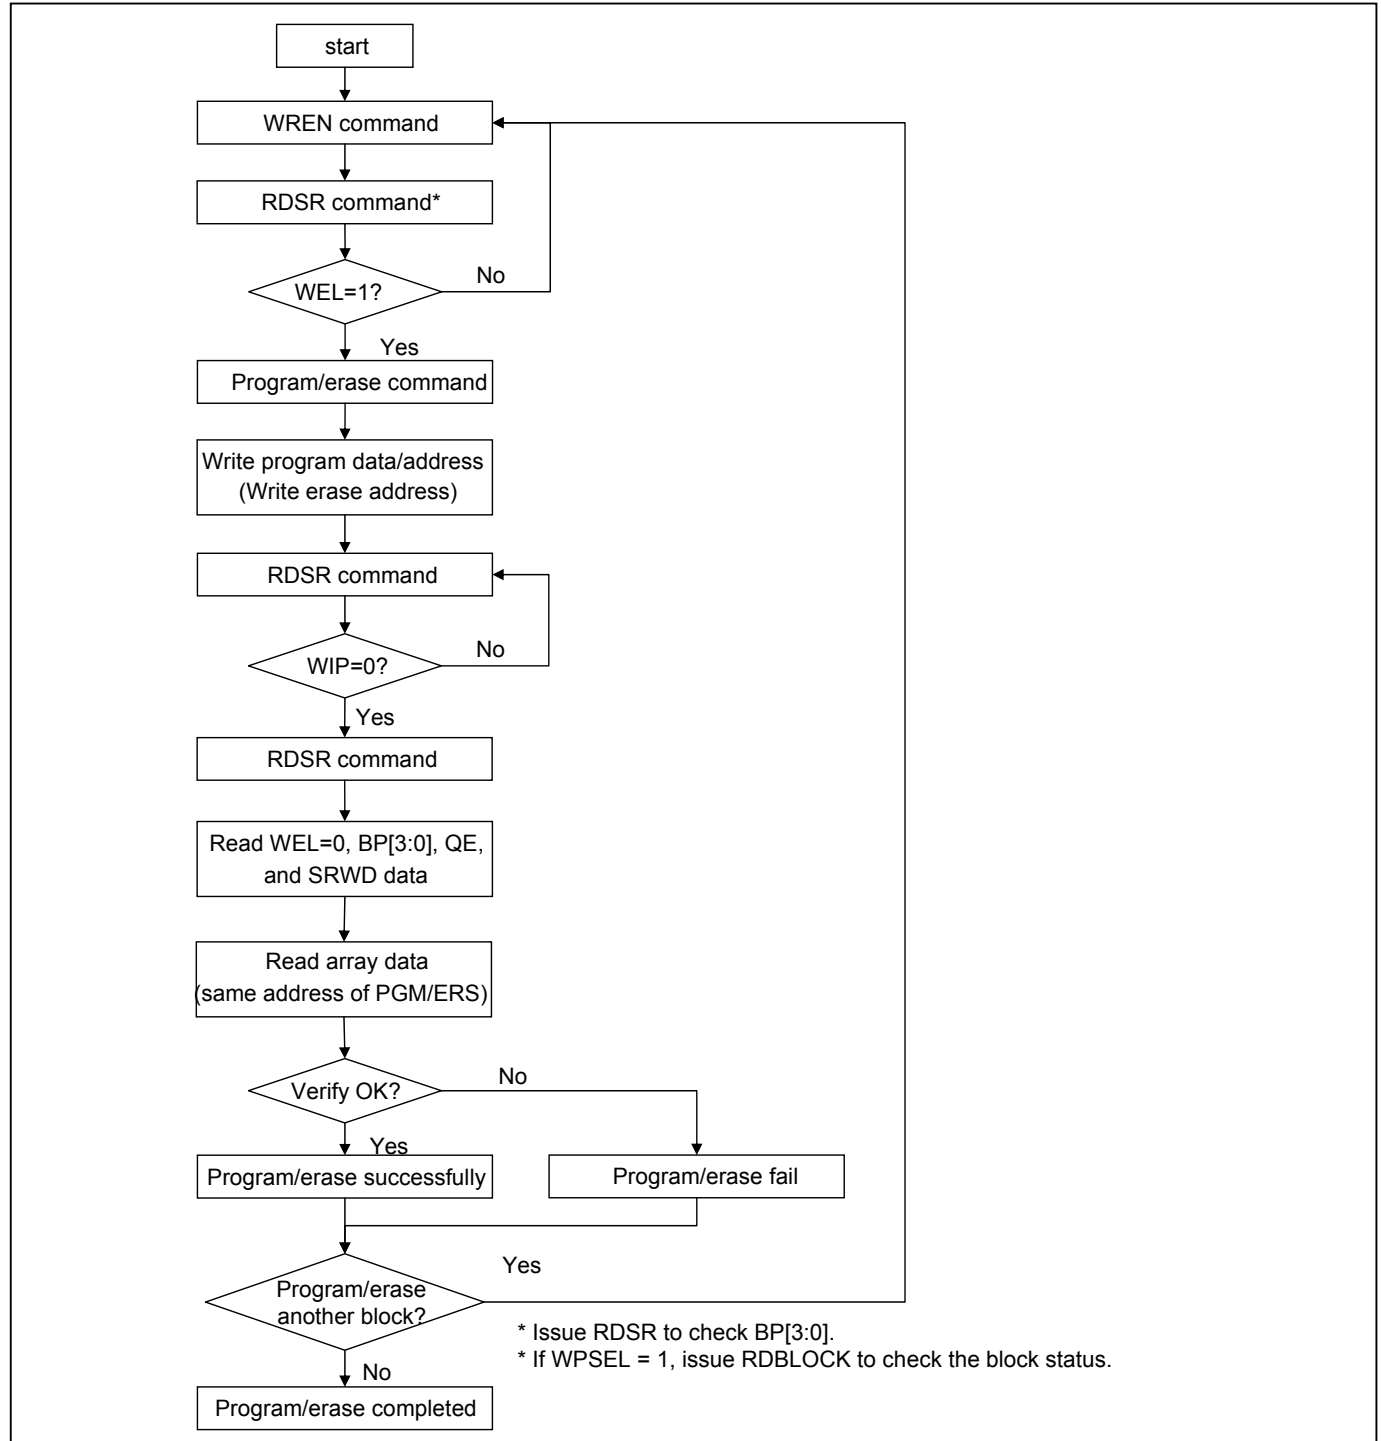 start
WREN command
RDSR command*
WEL=1?
No
Yes
Program/erase command
Write program data/address
(Write erase address)
RDSR command
WIP=0?
No
Yes
RDSR command
Read WEL=0, BP[3:0], QE,
and SRWD data
Read array data
(same address of PGM/ERS)
Verify OK?
No
Yes
Program/erase successfully
Program/erase fail
Program/erase
another block?
Yes
* Issue RDSR to check BP[3:0].
* If WPSEL = 1, issue RDBLOCK to check the block status.
No
Program/erase completed